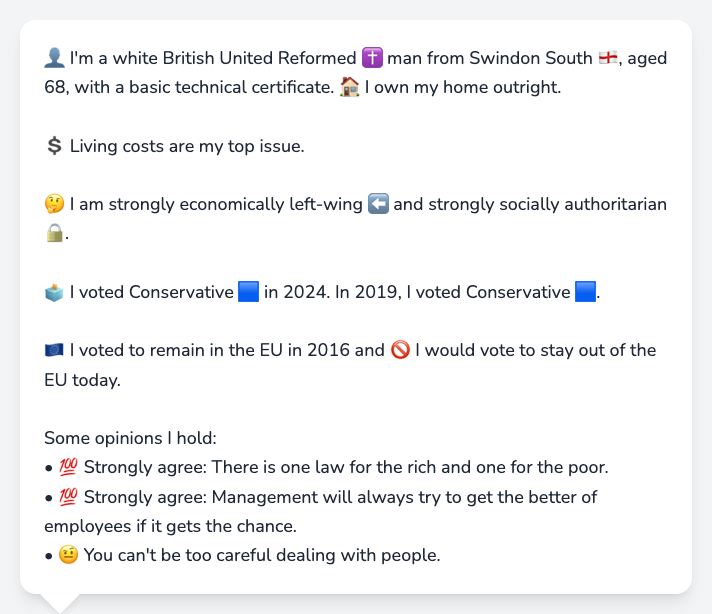 👤 I'm a white British United Reformed ✝️ man from Swindon South 🏴󠁧󠁢󠁥󠁮󠁧󠁿, aged
68, with a basic technical certificate. 🏠 I own my home outright.
💲 Living costs are my top issue.
🤔 I am strongly economically left-wing ⬅️ and strongly socially authoritarian
🔒.
🗳️ I voted Conservative 🟦 in 2024. In 2019, I voted Conservative 🟦.
🇪🇺 I voted to remain in the EU in 2016 and 🚫 I would vote to stay out of the
EU today.
Some opinions I hold:
• 💯 Strongly agree: There is one law for the rich and one for the poor.
• 💯 Strongly agree: Management will always try to get the better of
employees if it gets the chance.
• 🤨 You can't be too careful dealing with people.